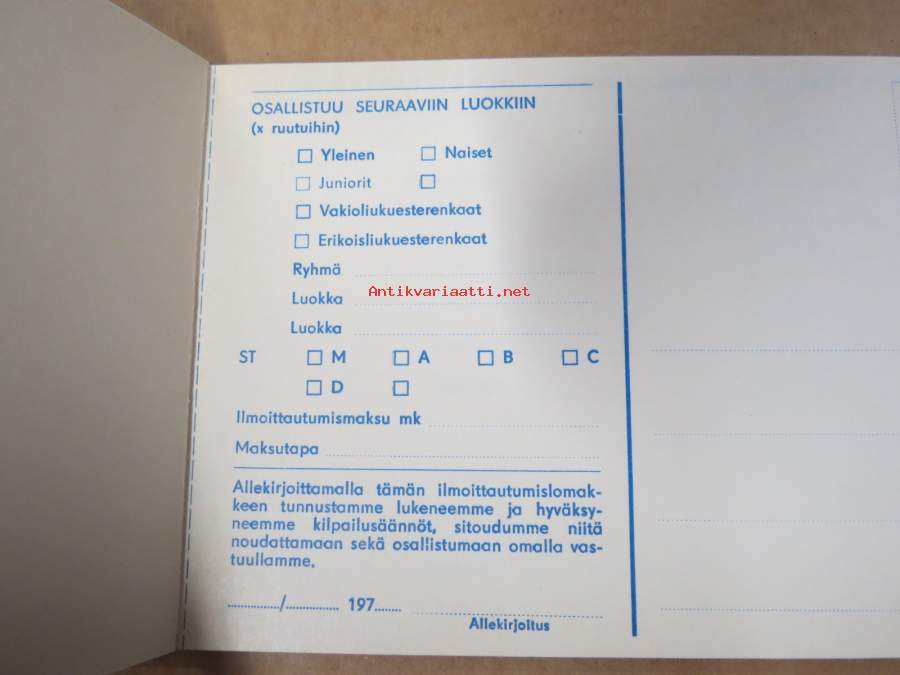 OSALLISTUU SEURAAVIIN LUOKKIIN
(x ruutuihin)
Yleinen Naiset
Juniorit
Vakioliukuesterenkaat
Erikoisliukuesterenkaat
Ryhmä
Antikvariaatti.net
Luokka
Luokka
ST M A B C
D
Ilmoittautumismaksu mk
Maksutapa
Allekirjoittamalla tämän ilmoittautumislomak-
keen tunnustamme lukeneemme ja hyväksy-
neemme kilpailusäännöt, sitoudumme niitä
noudattamaan sekä osallistumaan omalla vas-
tuullamme.
............../.............. 197.......
Allekirjoitus